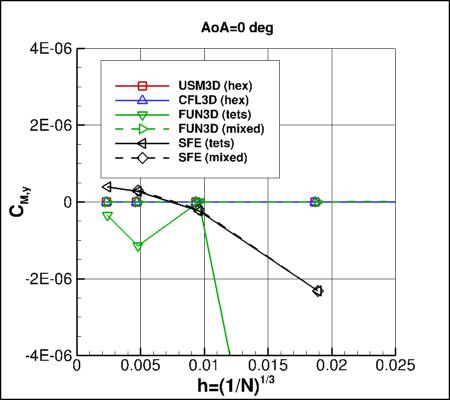 AoA=0 deg
4E-06
USM3D (hex)
CFL3D (hex)
FUN3D (tets)
FUN3D (mixed)
SFE (tets)
SFE (mixed)
2E-06
C_M,y
0
-2E-06
-4E-06
0 0.005 0.01 0.015 0.02 0.025
h=(1/N)^1/3